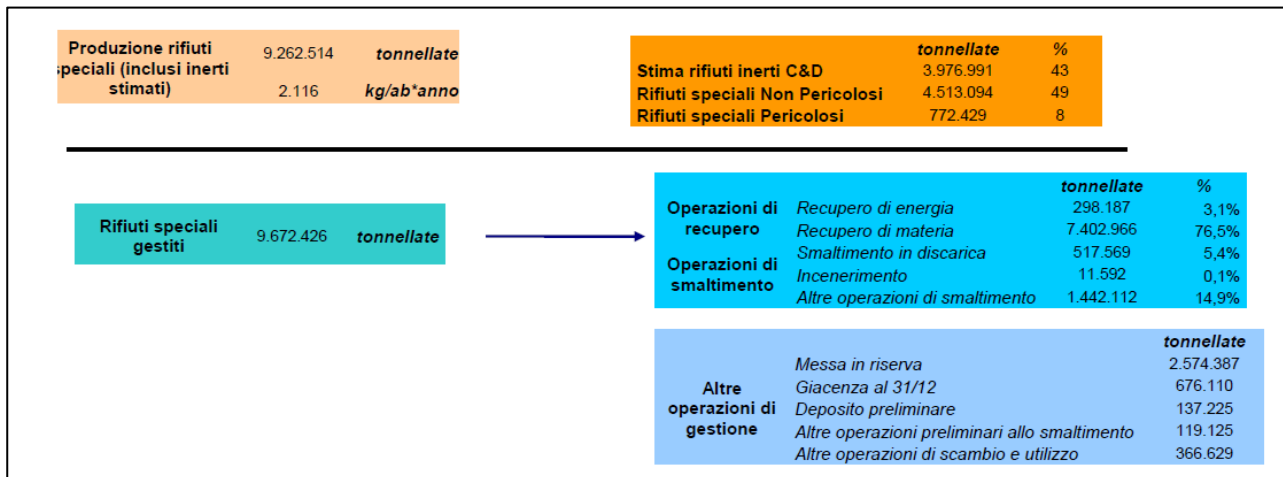 Produzione rifiuti
speciali (inclusi inerti
stimati)
9.262.514 tonnellate
2.116 kg/ab*anno
tonnellate %
Stima rifiuti inerti C&D 3.976.991 43
Rifiuti speciali Non Pericolosi 4.513.094 49
Rifiuti speciali Pericolosi 772.429 8
Rifiuti speciali
gestiti
9.672.426 tonnellate
tonnellate %
Operazioni di
recupero
Recupero di energia 298.187 3,1%
Recupero di materia 7.402.966 76,5%
Operazioni di
smaltimento
Smaltimento in discarica 517.569 5,4%
Incenerimento 11.592 0,1%
Altre operazioni di smaltimento 1.442.112 14,9%
tonnellate
Altre
operazioni di
gestione
Messa in riserva 2.574.387
Giacenza al 31/12 676.110
Deposito preliminare 137.225
Altre operazioni preliminari allo smaltimento 119.125
Altre operazioni di scambio e utilizzo 366.629